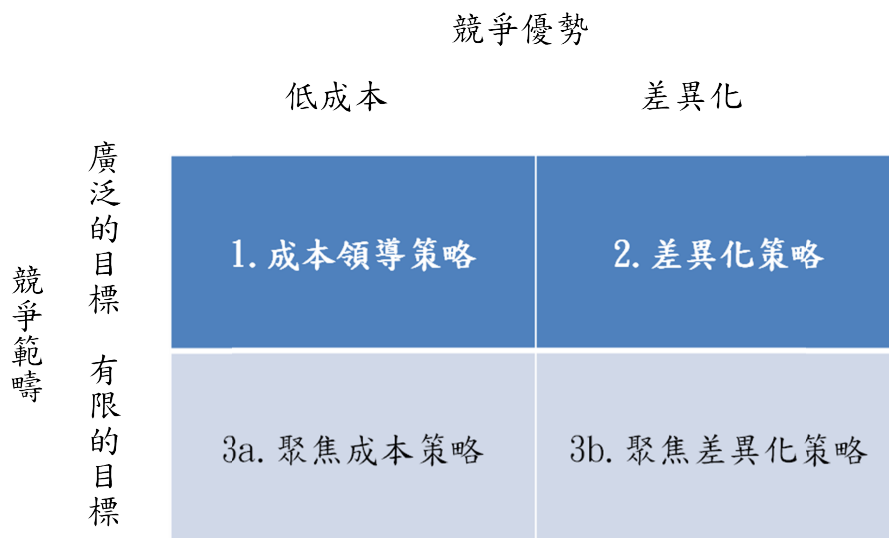 競爭優勢
低成本
差異化
競爭範疇
廣泛的目標
1.成本領導策略
2.差異化策略
有限的目標
3a.聚焦成本策略
3b.聚焦差異化策略